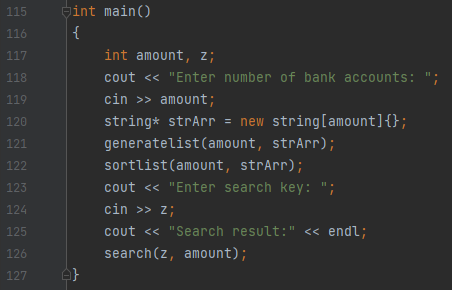 115 int main()
116 {
117     int amount, z;
118     cout << "Enter number of bank accounts: ";
119     cin >> amount;
120     string* strArr = new string[amount]{};
121     generatelist(amount, strArr);
122     sortlist(amount, strArr);
123     cout << "Enter search key: ";
124     cin >> z;
125     cout << "Search result:" << endl;
126     search(z, amount);
127 }